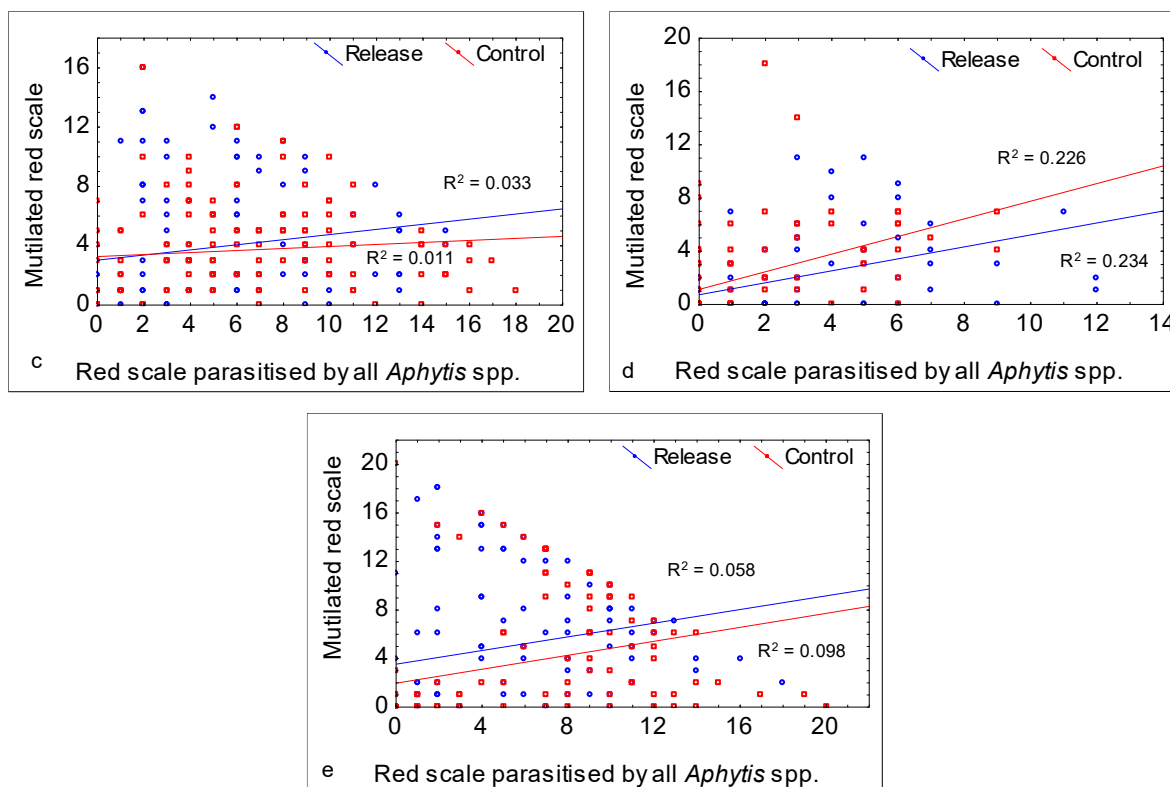 Release Control
16
12
8
4
0
Mutilated red scale
R² = 0.033
R² = 0.011
0 2 4 6 8 10 12 14 16 18 20
c Red scale parasitised by all Aphytis spp.
Release Control
20
16
12
8
4
0
Mutilated red scale
R² = 0.226
R² = 0.234
0 2 4 6 8 10 12 14
d Red scale parasitised by all Aphytis spp.
Release Control
20
16
12
8
4
0
Mutilated red scale
R² = 0.058
R² = 0.098
0 4 8 12 16 20
e Red scale parasitised by all Aphytis spp.